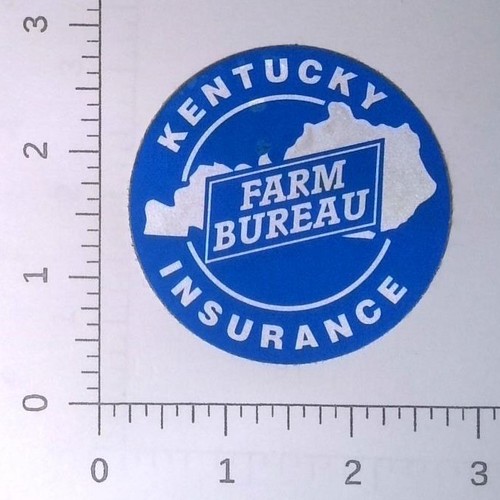 KENTUCKY
FARM
BUREAU
INSURANCE
3
2
1
0
0 1 2 3